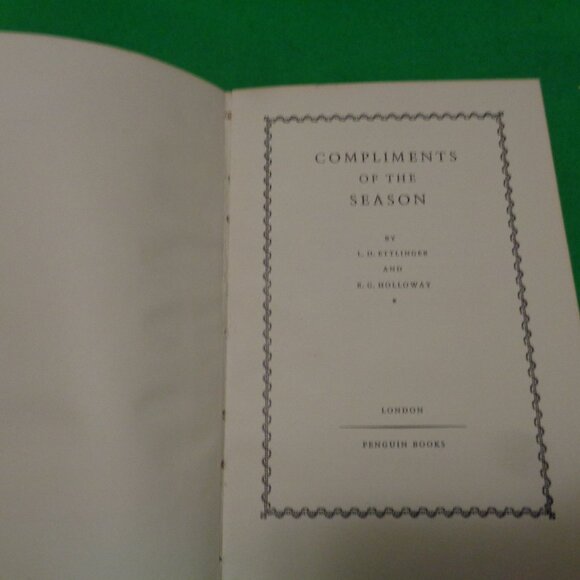 COMPLIMENTS
OF THE
SEASON
BY
L. D. ETTLINGER
AND
R. G. HOLLOWAY
LONDON
PENGUIN BOOKS